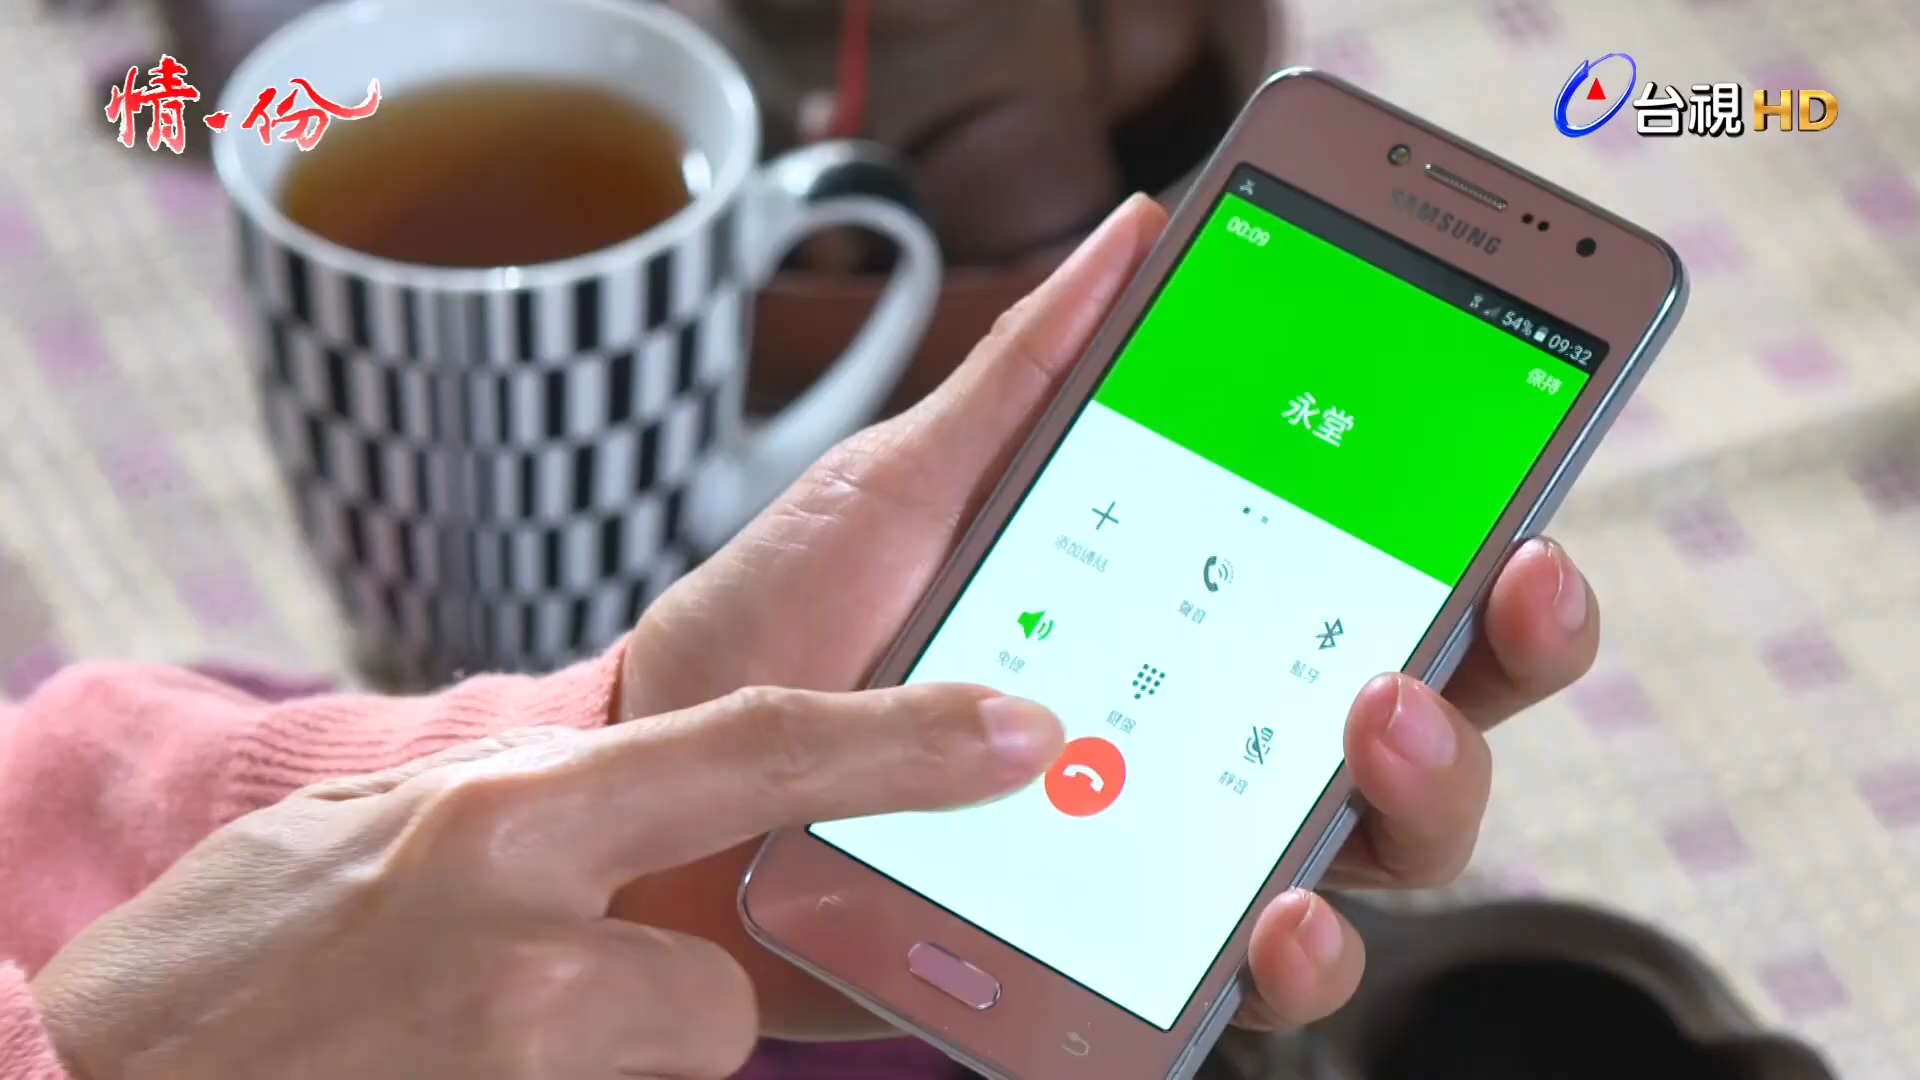 情·份
台視HD
SAMSUNG
54% 09:32
00:09
保持
永堂
添加通話
聲音
藍牙
免提
鍵盤
靜音